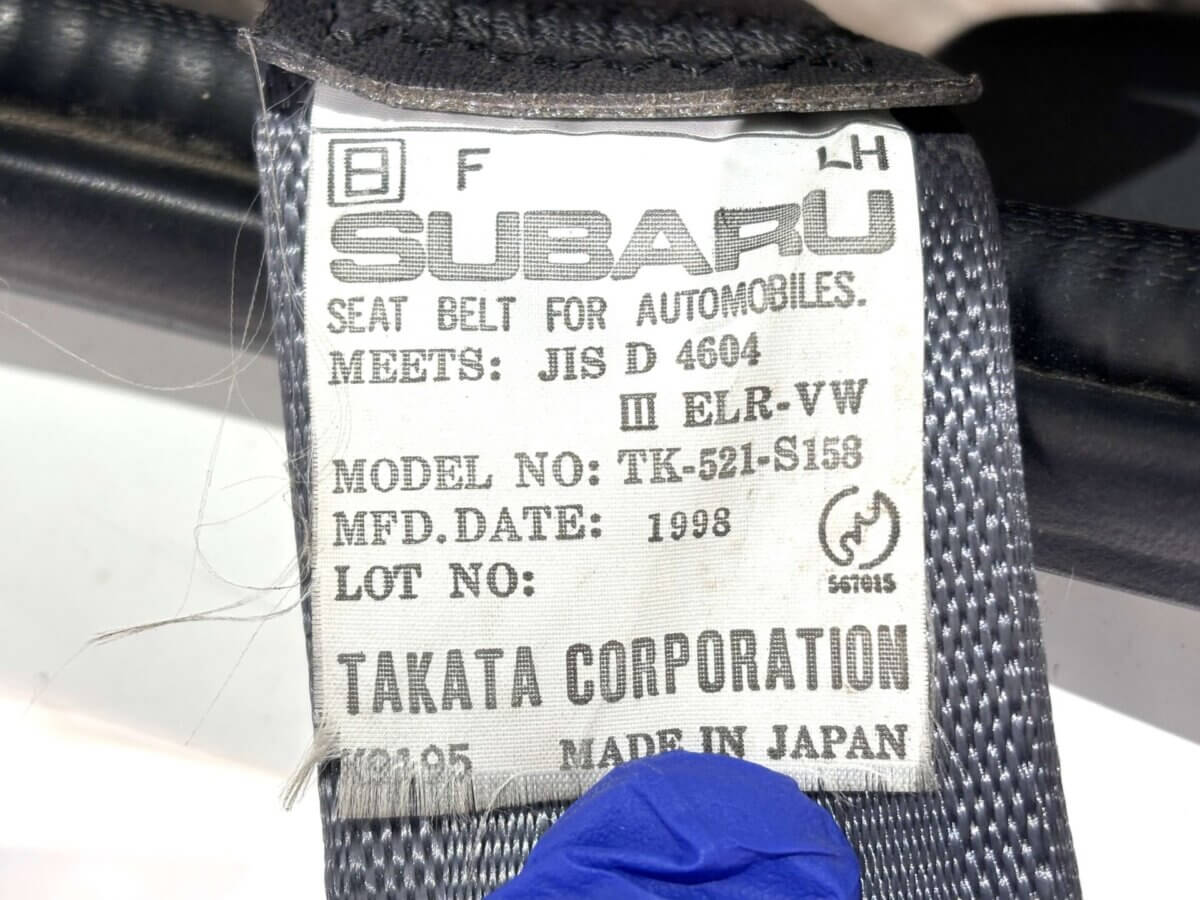 日 F LH
SUBARU
SEAT BELT FOR AUTOMOBILES.
MEETS: JIS D 4604
III ELR-VW
MODEL NO: TK-521-S158
MFD.DATE: 1998
LOT NO:
567015
TAKATA CORPORATION
MADE IN JAPAN